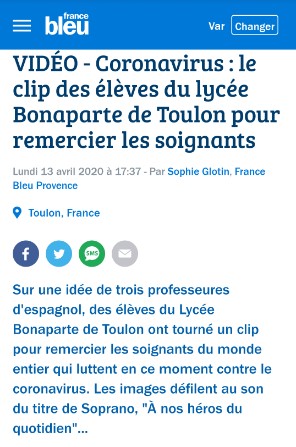 france
bleu
Var Changer
VIDÉO - Coronavirus : le
clip des élèves du lycée
Bonaparte de Toulon pour
remercier les soignants
Lundi 13 avril 2020 à 17:37 - Par Sophie Glotin, France
Bleu Provence
Toulon, France
SMS
Sur une idée de trois professeures
d'espagnol, des élèves du Lycée
Bonaparte de Toulon ont tourné un clip
pour remercier les soignants du monde
entier qui luttent en ce moment contre le
coronavirus. Les images défilent au son
du titre de Soprano, "À nos héros du
quotidien"...